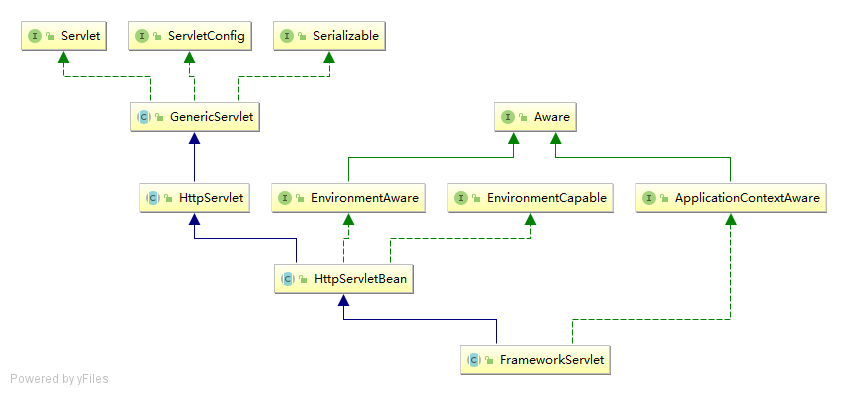 Servlet
ServletConfig
Serializable
GenericServlet
Aware
HttpServlet
EnvironmentAware
EnvironmentCapable
ApplicationContextAware
HttpServletBean
FrameworkServlet
Powered by yFiles